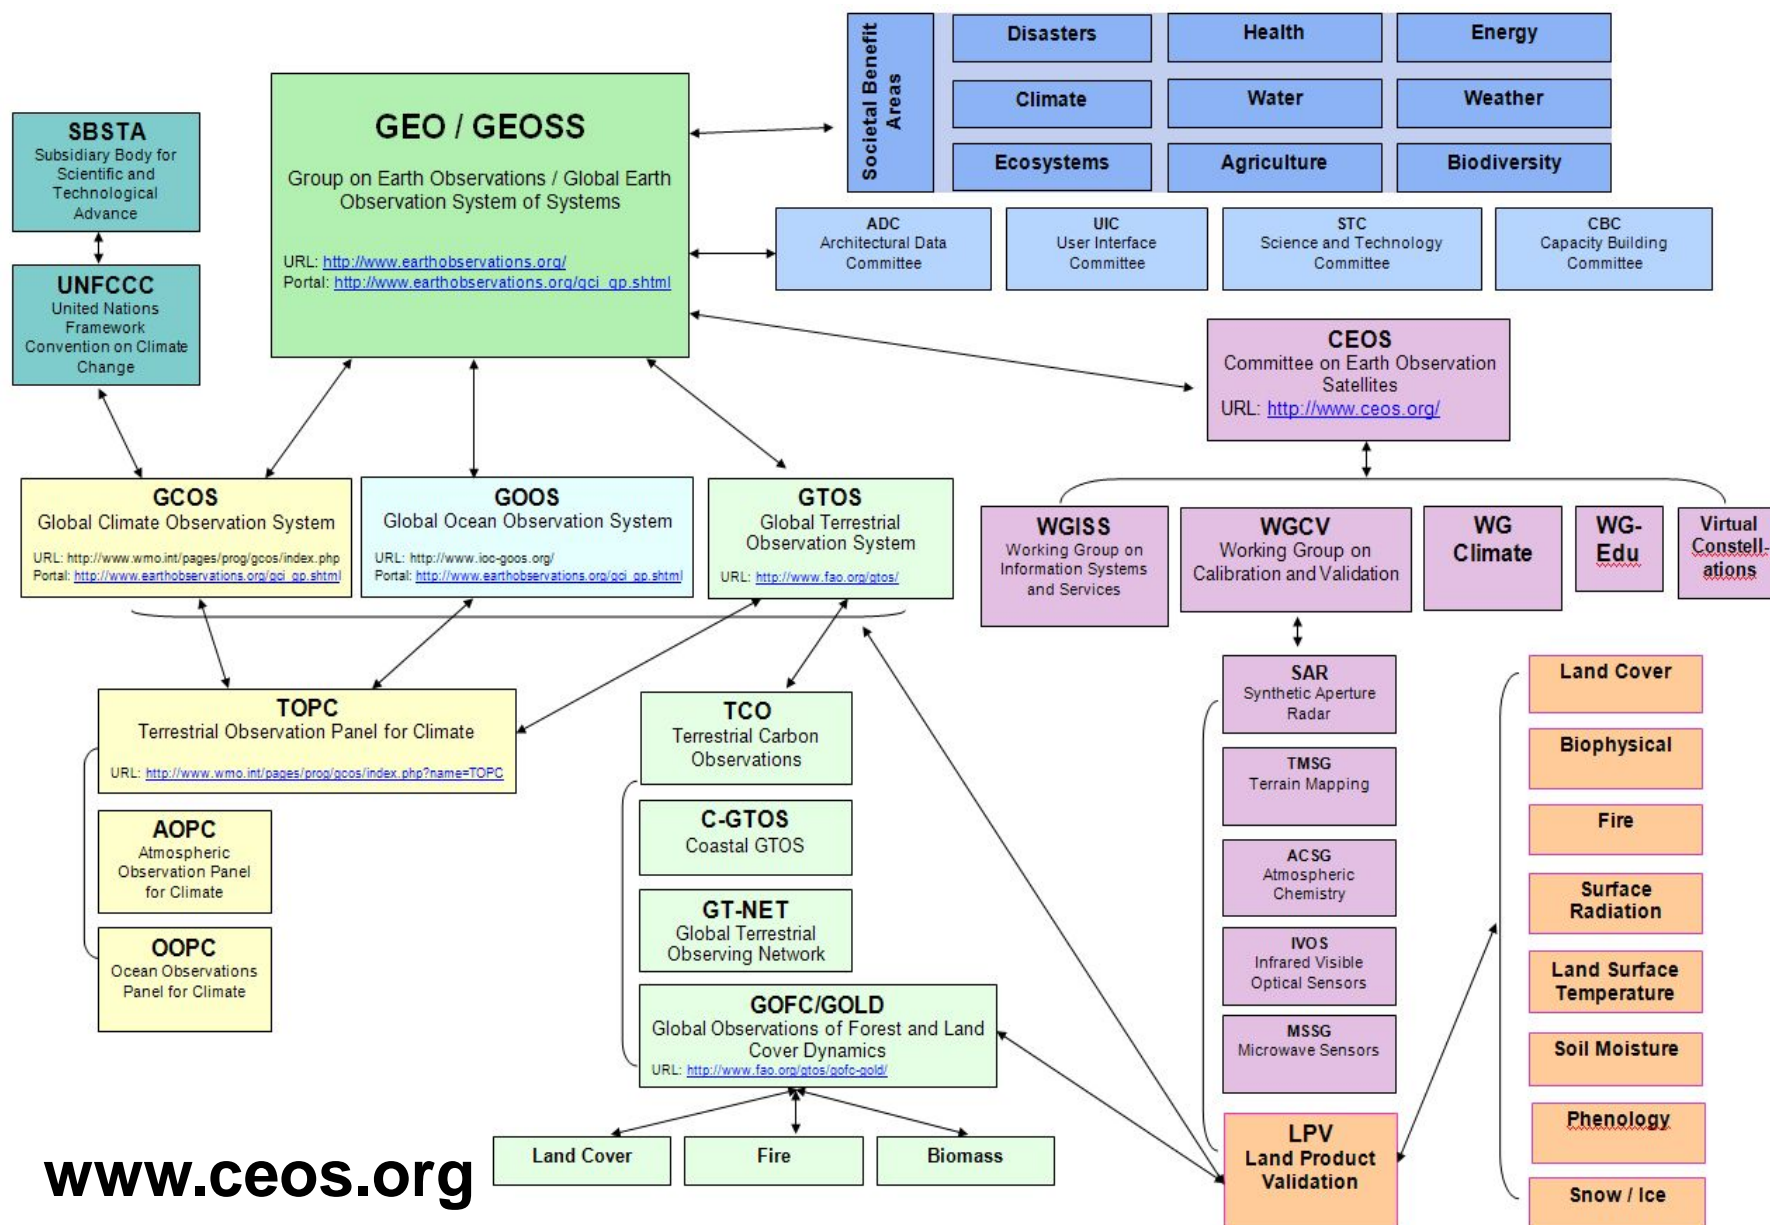 SBSTA
Subsidiary Body for
Scientific and
Technological
Advance
UNFCCC
United Nations
Framework
Convention on Climate
Change
GEO / GEOSS
Group on Earth Observations / Global Earth
Observation System of Systems
URL: http://www.earthobservations.org/
Portal: http://www.earthobservations.org/gci_gp.shtml
Societal Benefit
Areas
Disasters
Health
Energy
Climate
Water
Weather
Ecosystems
Agriculture
Biodiversity
ADC
Architectural Data
Committee
UIC
User Interface
Committee
STC
Science and Technology
Committee
CBC
Capacity Building
Committee
CEOS
Committee on Earth Observation
Satellites
URL: http://www.ceos.org/
GCOS
Global Climate Observation System
URL: http://www.wmo.int/pages/prog/gcos/index.php
Portal: http://www.earthobservations.org/gci_gp.shtml
GOOS
Global Ocean Observation System
URL: http://www.ioc-goos.org/
Portal: http://www.earthobservations.org/gci_gp.shtml
GTOS
Global Terrestrial
Observation System
URL: http://www.fao.org/gtos/
WGISS
Working Group on
Information Systems
and Services
WGCV
Working Group on
Calibration and Validation
WG
Climate
WG-
Edu
Virtual
Constell-
ations
TOPC
Terrestrial Observation Panel for Climate
URL: http://www.wmo.int/pages/prog/gcos/index.php?name=TOPC
AOPC
Atmospheric
Observation Panel
for Climate
OOPC
Ocean Observations
Panel for Climate
TCO
Terrestrial Carbon
Observations
C-GTOS
Coastal GTOS
GT-NET
Global Terrestrial
Observing Network
GOFC/GOLD
Global Observations of Forest and Land
Cover Dynamics
URL: http://www.fao.org/gtos/gofc-gold/
Land Cover
Fire
Biomass
SAR
Synthetic Aperture
Radar
TMSG
Terrain Mapping
ACSG
Atmospheric
Chemistry
IVOS
Infrared Visible
Optical Sensors
MSSG
Microwave Sensors
LPV
Land Product
Validation
Land Cover
Biophysical
Fire
Surface
Radiation
Land Surface
Temperature
Soil Moisture
Phenology
Snow / Ice
www.ceos.org